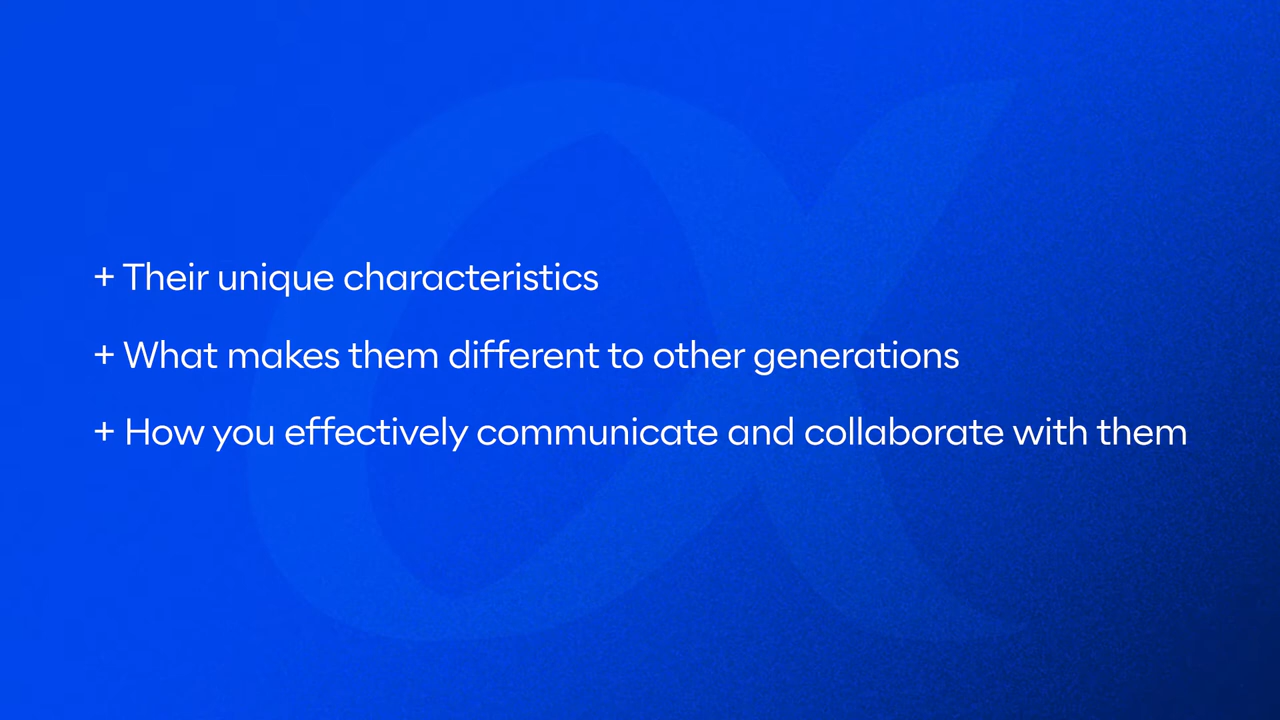 + Their unique characteristics
+ What makes them different to other generations
+ How you effectively communicate and collaborate with them